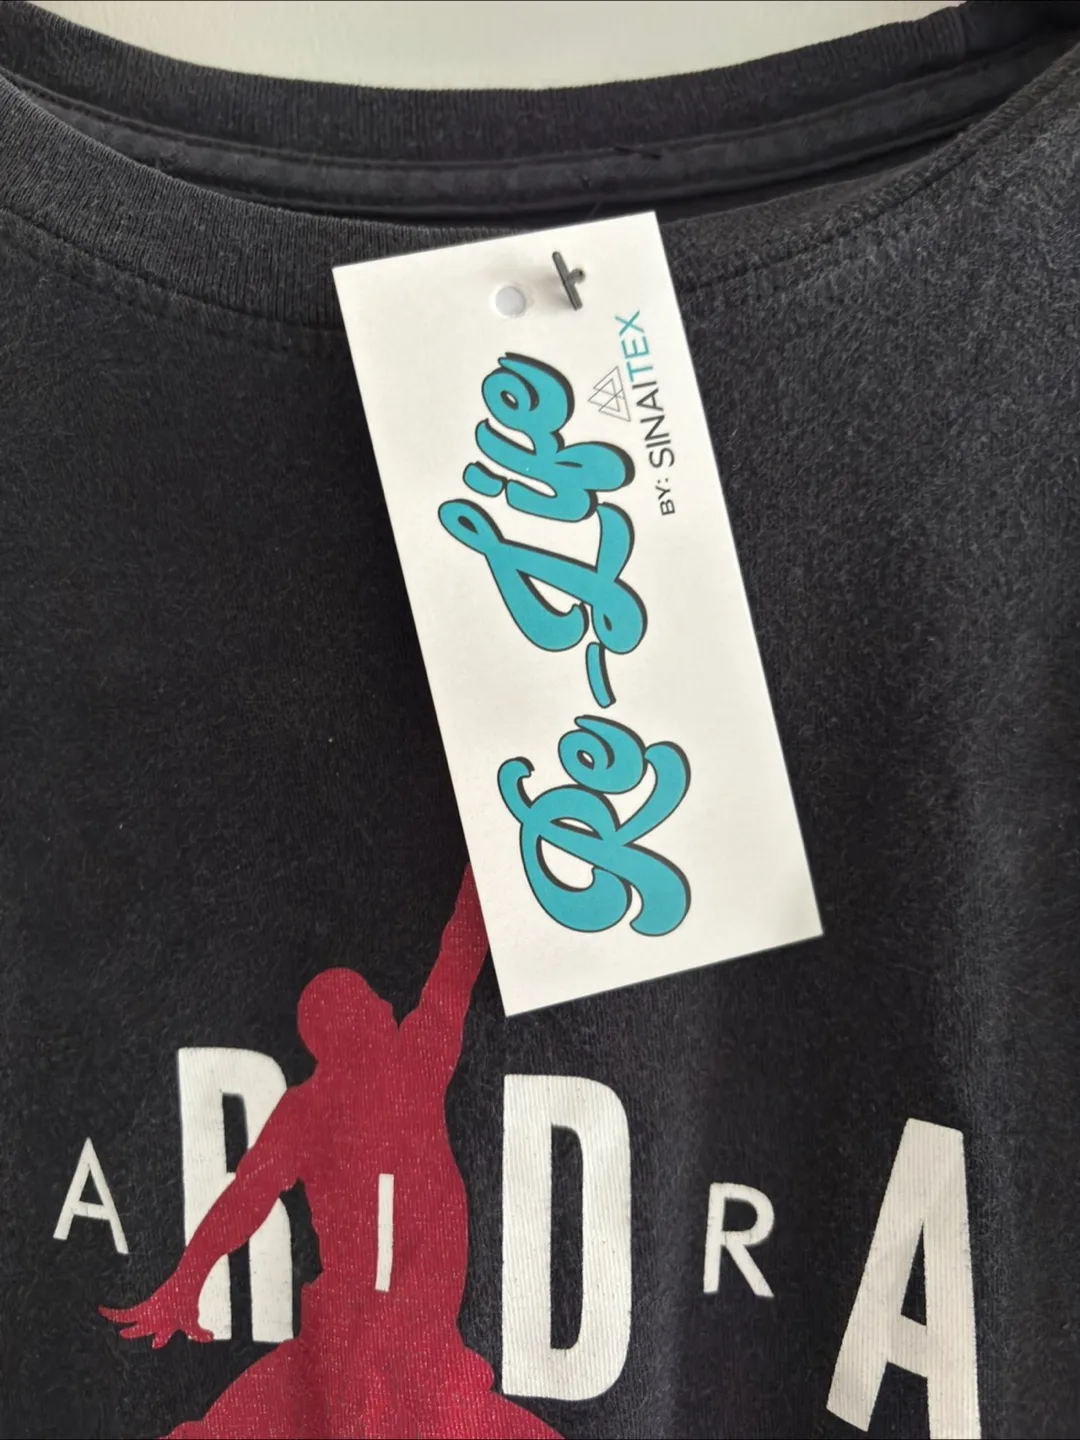 Re-Life
BY: SINAITEX
A R I D R A